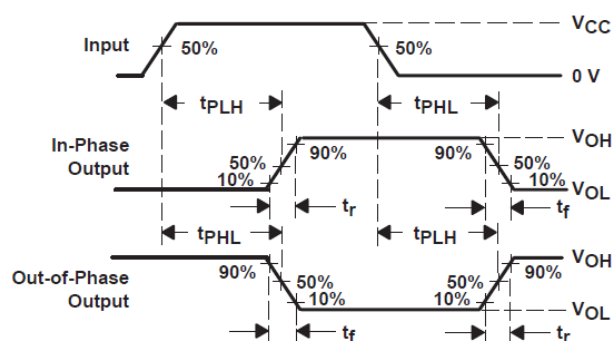 VCC
Input
50%
50%
0 V
tPLH
tPHL
In-Phase
Output
90%
90%
VOH
50%
50%
10%
10%
VOL
tr
tf
tPHL
tPLH
Out-of-Phase
Output
90%
90%
VOH
50%
50%
10%
10%
VOL
tf
tr